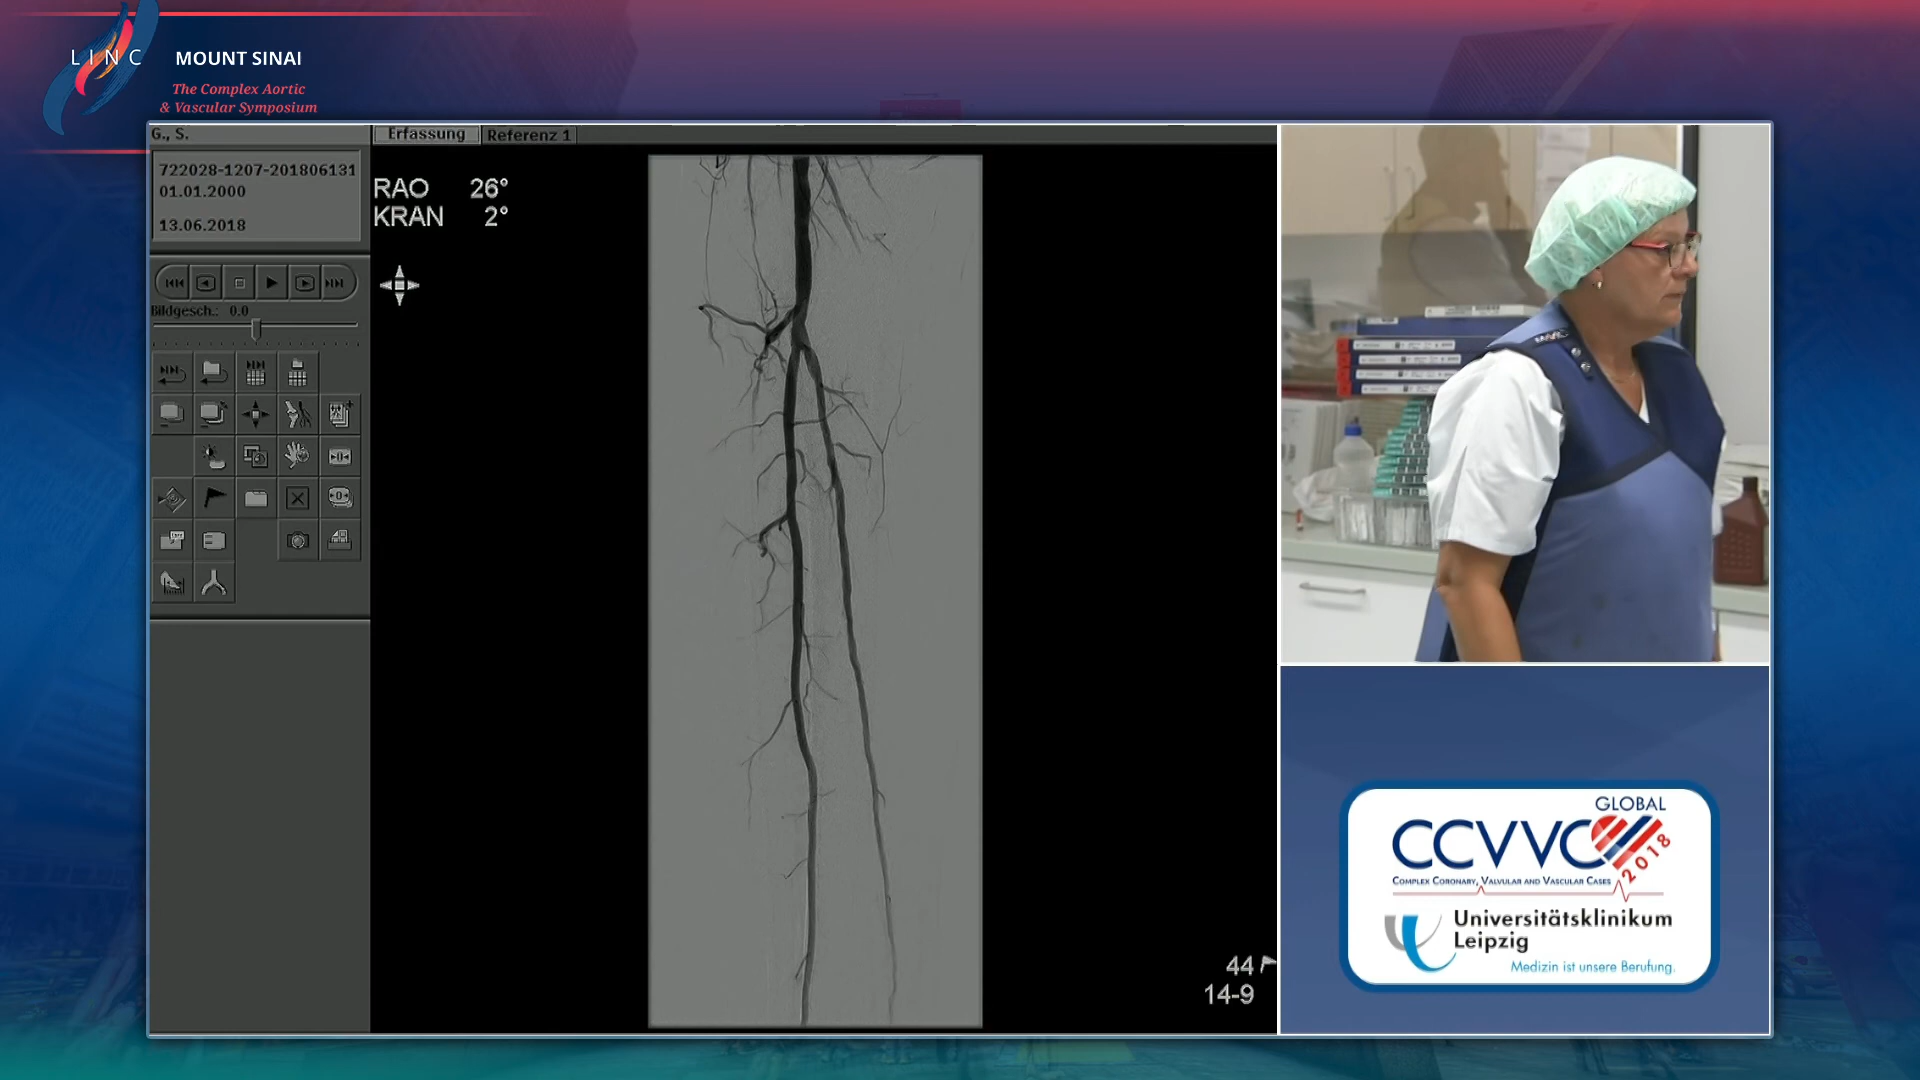 LINC
MOUNT SINAI
The Complex Aortic
& Vascular Symposium
G., S.
722028-1207-201806131
01.01.2000
13.06.2018
Bildgesch.: 0.0
Erfassung
Referenz 1
RAO 26°
KRAN 2°
44
14-9
GLOBAL
CCVVC
2018
COMPLEX CORONARY, VALVULAR AND VASCULAR CASES
Universitätsklinikum
Leipzig
Medizin ist unsere Berufung.